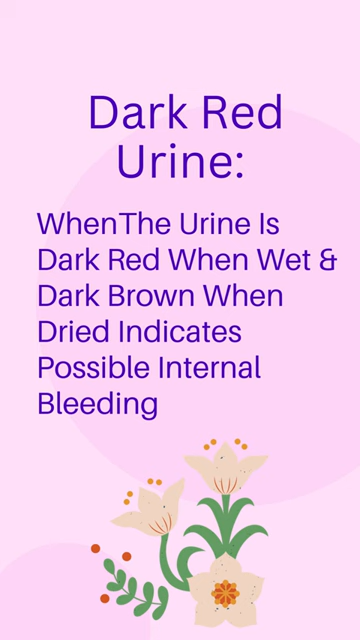 Dark Red
Urine:
WhenThe Urine Is
Dark Red When Wet &
Dark Brown When
Dried Indicates
Possible Internal
Bleeding